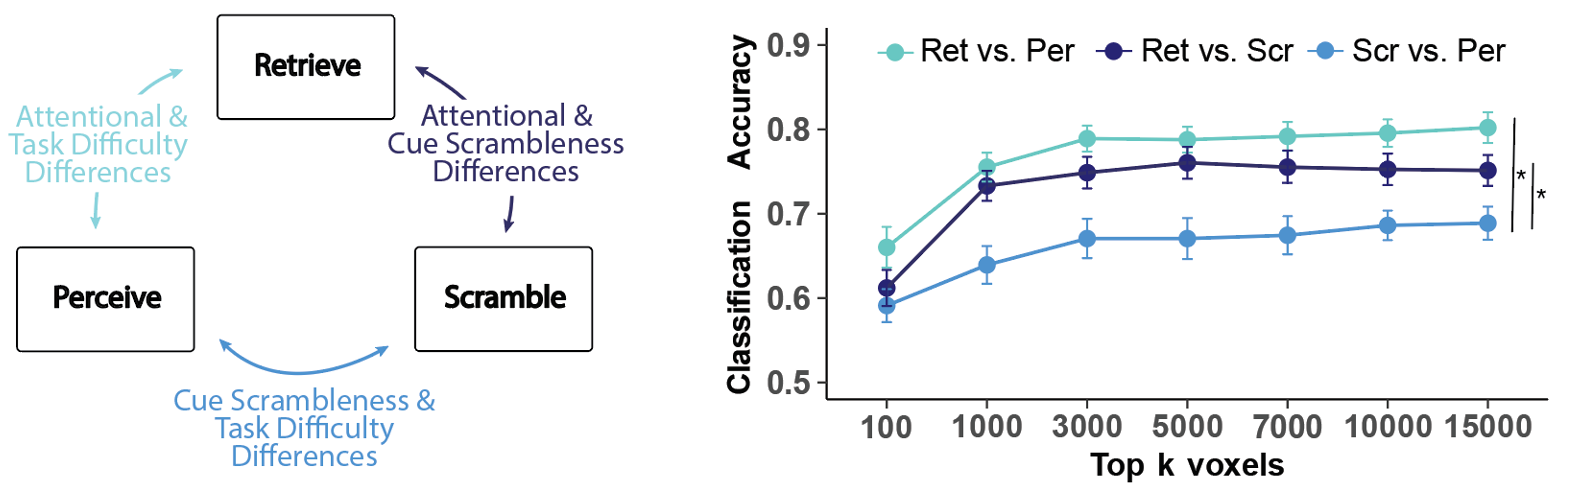 Retrieve
Attentional &
Task Difficulty
Differences
Attentional &
Cue Scrambleness
Differences
Perceive
Scramble
Cue Scrambleness &
Task Difficulty
Differences
Classification Accuracy
0.9
0.8
0.7
0.6
0.5
Ret vs. Per
Ret vs. Scr
Scr vs. Per
*
*
100 1000 3000 5000 7000 10000 15000
Top k voxels